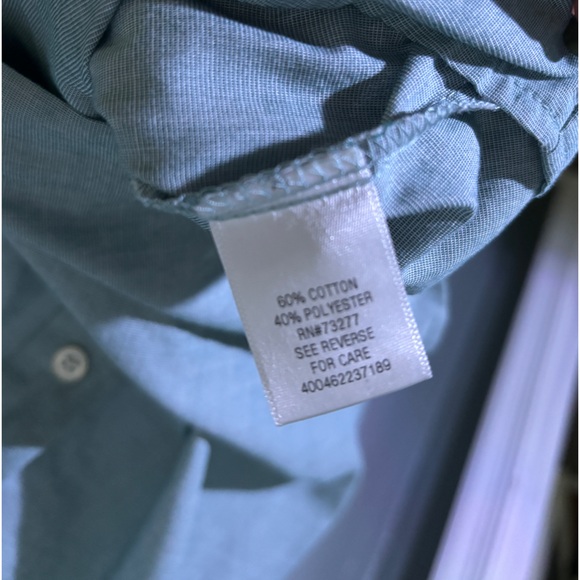 60% COTTON
40% POLYESTER
RN#73277
SEE REVERSE
FOR CARE
400462237189